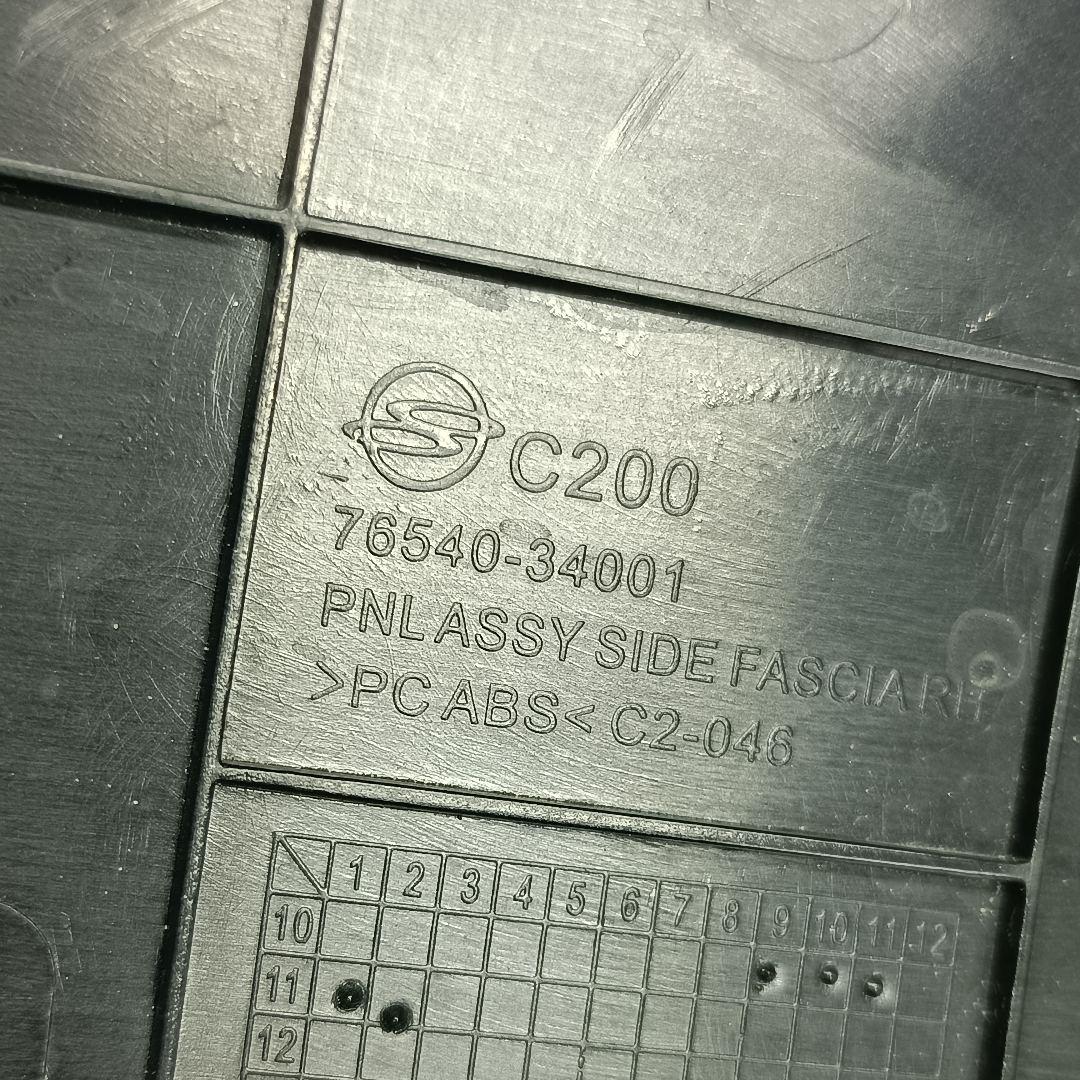 C200
76540-34001
PNL ASSY SIDE FASCIA RH
>PC ABS< C2-046
1 2 3 4 5 6 7 8 9 10 11 12
10
11
12